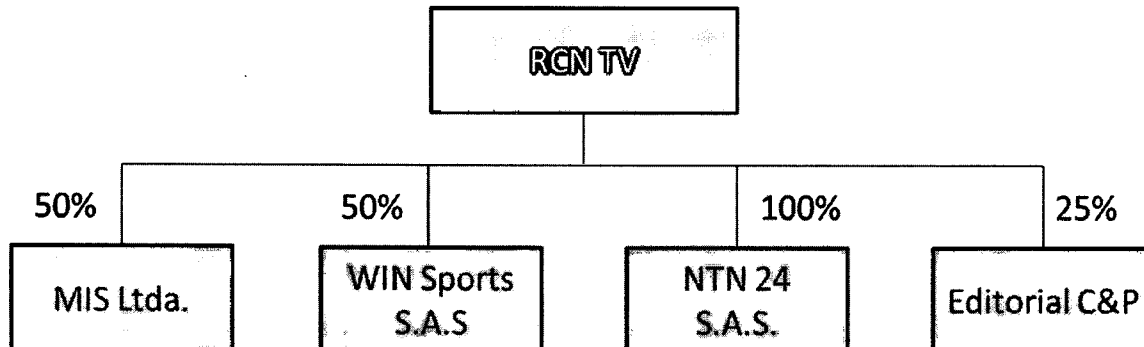 RCN TV
50%
50%
100%
25%
MIS Ltda.
WIN Sports
S.A.S
NTN 24
S.A.S.
Editorial C&P